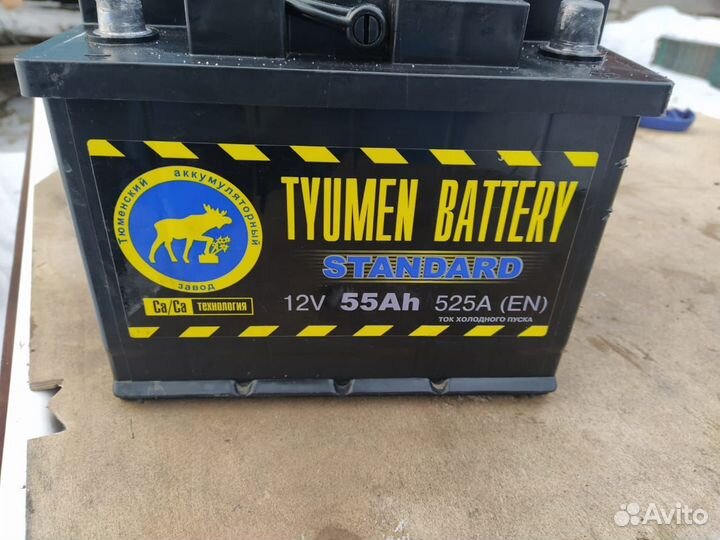 Тюменский аккумуляторный
завод
Ca/Ca технология
TYUMEN BATTERY
STANDARD
12V 55Ah 525A (EN)
ТОК ХОЛОДНОГО ПУСКА
Avito